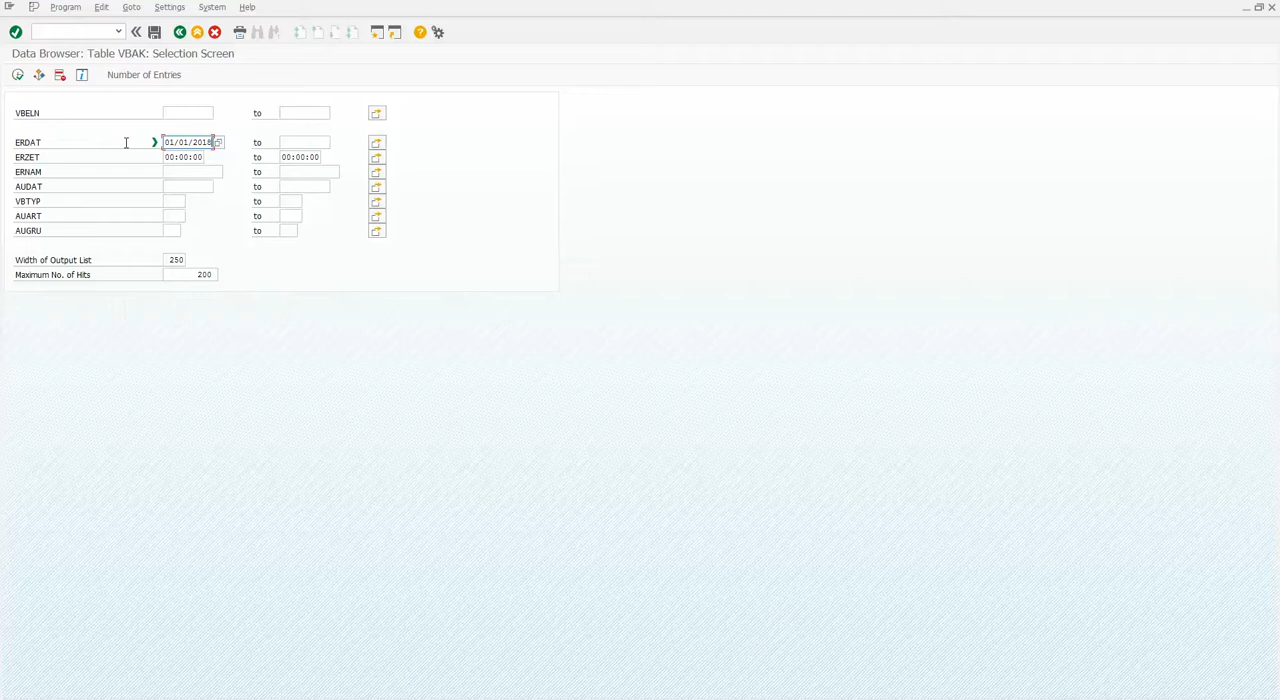 Program Edit Goto Settings System Help
Data Browser: Table VBAK: Selection Screen
Number of Entries
VBELN to
ERDAT 01/01/2018 to
ERZET 00:00:00 to 00:00:00
ERNAM to
AUDAT to
VBTYP to
AUART to
AUGRU to
Width of Output List 250
Maximum No. of Hits 200